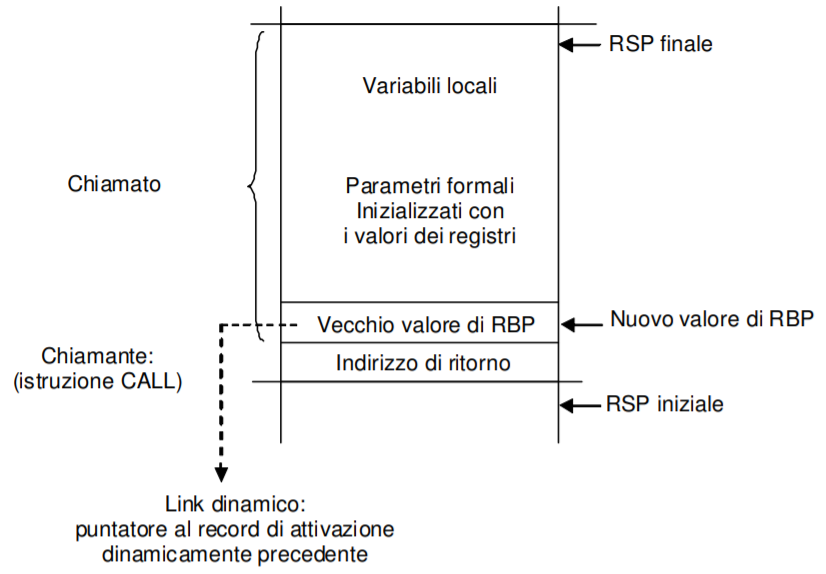 RSP finale
Variabili locali
Chiamato
Parametri formali
Inizializzati con
i valori dei registri
Vecchio valore di RBP
Nuovo valore di RBP
Chiamante:
(istruzione CALL)
Indirizzo di ritorno
RSP iniziale
Link dinamico:
puntatore al record di attivazione
dinamicamente precedente